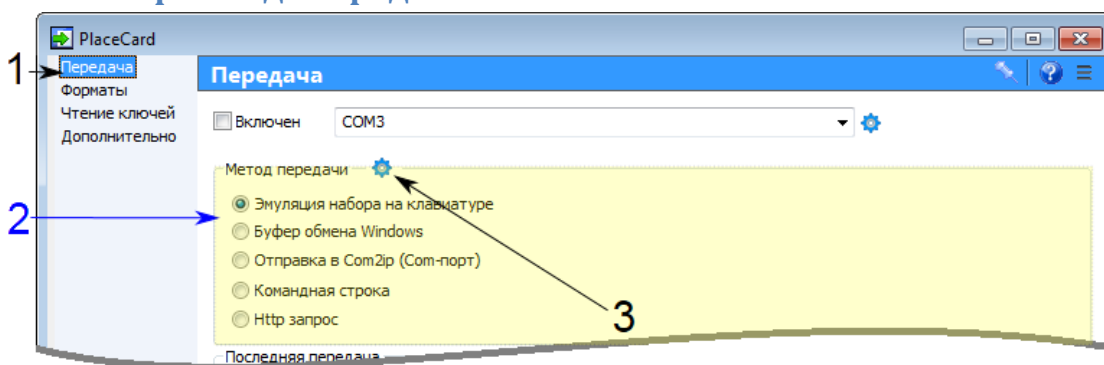 PlaceCard
1
Передача
Форматы
Чтение ключей
Дополнительно
Передача
Включен
COM3
Метод передачи
2
Эмуляция набора на клавиатуре
Буфер обмена Windows
Отправка в Com2ip (Com-порт)
Командная строка
Http запрос
3
Последняя передача